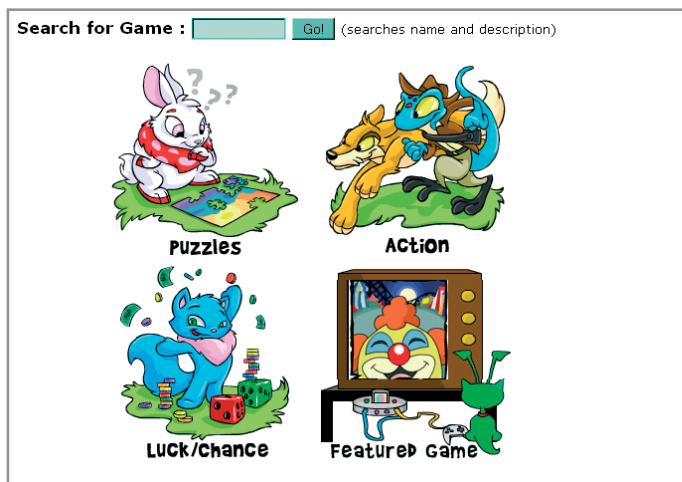 Search for Game : Go! (searches name and description)
? ? ?
Puzzles
Action
Luck/Chance
Featured Game